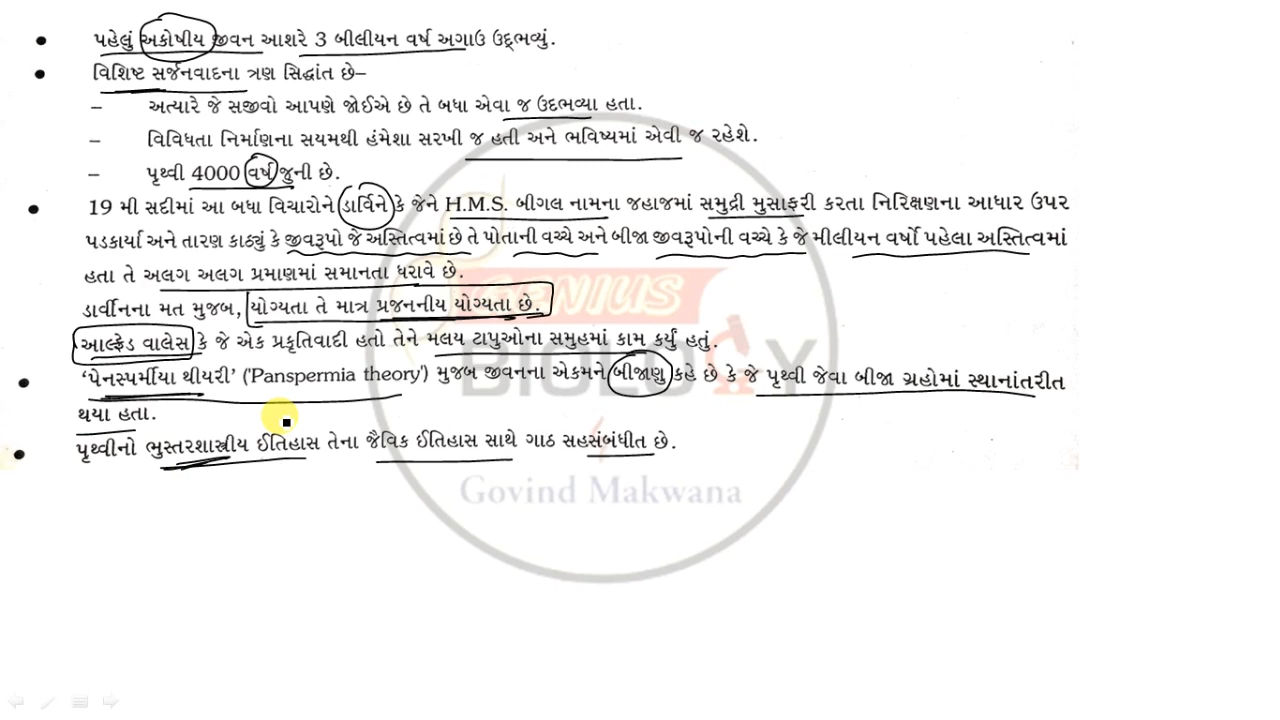 પહેલું અકોષીય જીવન આશરે 3 બીલીયન વર્ષ અગાઉ ઉદ્ભવ્યું.
વિશિષ્ટ સર્જનવાદના ત્રણ સિદ્ધાંત છે–
– અત્યારે જે સજીવો આપણે જોઈએ છે તે બધા એવા જ ઉદભવ્યા હતા.
– વિવિધતા નિર્માણના સયમથી હંમેશા સરખી જ હતી અને ભવિષ્યમાં એવી જ રહેશે.
– પૃથ્વી 4000 વર્ષ જુની છે.
19 મી સદીમાં આ બધા વિચારોને ડાર્વિને કે જેને H.M.S. બીગલ નામના જહાજમાં સમુદ્રી મુસાફરી કરતા નિરિક્ષણના આધાર ઉપર
પડકાર્યા અને તારણ કાઢ્યું કે જીવરૂપો જે અસ્તિત્વમાં છે તે પોતાની વચ્ચે અને બીજા જીવરૂપોની વચ્ચે કે જે મીલીયન વર્ષો પહેલા અસ્તિત્વમાં
હતા તે અલગ અલગ પ્રમાણમાં સમાનતા ધરાવે છે.
ડાર્વીનના મત મુજબ, યોગ્યતા તે માત્ર પ્રજનનીય યોગ્યતા છે.
આલ્ફ્રેડ વાલેસ કે જે એક પ્રકૃતિવાદી હતો તેને મલય ટાપુઓના સમુહમાં કામ કર્યું હતું.
‘પેનસ્પર્મીયા થીયરી’ ('Panspermia theory') મુજબ જીવનના એકમને બીજાણુ કહે છે કે જે પૃથ્વી જેવા બીજા ગ્રહોમાં સ્થાનાંતરીત
થયા હતા.
પૃથ્વીનો ભુસ્તરશાસ્ત્રીય ઈતિહાસ તેના જૈવિક ઈતિહાસ સાથે ગાઠ સહસંબંધીત છે.
GENIUS
BIOLOGY
Govind Makwana